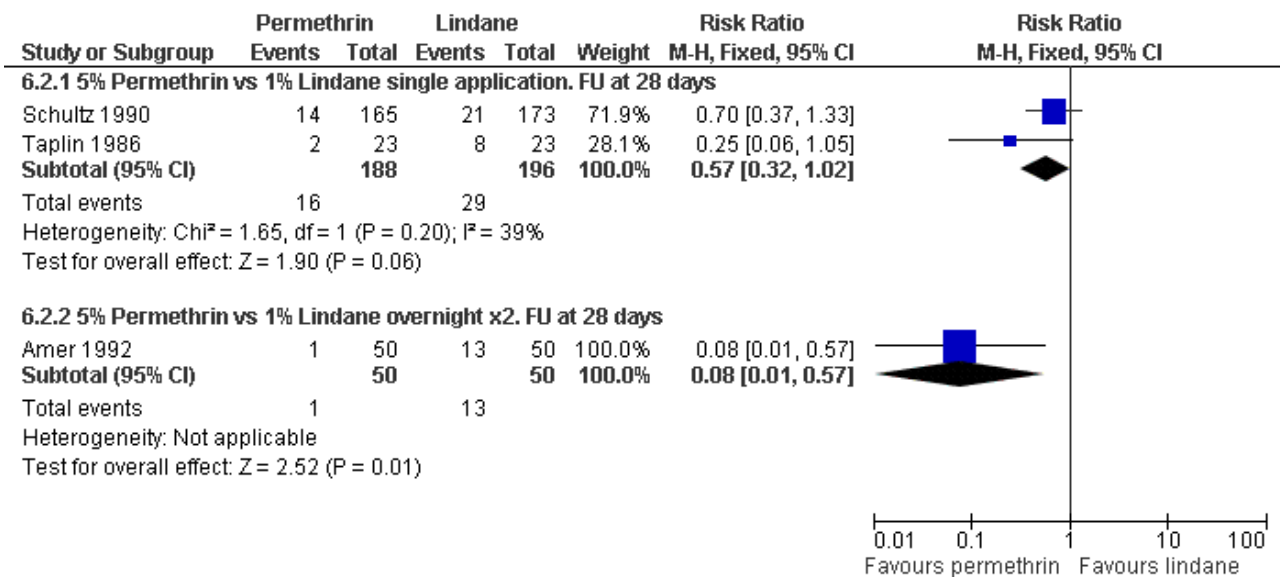 Permethrin Lindane Risk Ratio Risk Ratio
Study or Subgroup Events Total Events Total Weight M-H, Fixed, 95% CI M-H, Fixed, 95% CI
6.2.1 5% Permethrin vs 1% Lindane single application. FU at 28 days
Schultz 1990 14 165 21 173 71.9% 0.70 [0.37, 1.33]
Taplin 1986 2 23 8 23 28.1% 0.25 [0.06, 1.05]
Subtotal (95% CI) 188 196 100.0% 0.57 [0.32, 1.02]
Total events 16 29
Heterogeneity: Chi² = 1.65, df = 1 (P = 0.20); I² = 39%
Test for overall effect: Z = 1.90 (P = 0.06)
6.2.2 5% Permethrin vs 1% Lindane overnight x2. FU at 28 days
Amer 1992 1 50 13 50 100.0% 0.08 [0.01, 0.57]
Subtotal (95% CI) 50 50 100.0% 0.08 [0.01, 0.57]
Total events 1 13
Heterogeneity: Not applicable
Test for overall effect: Z = 2.52 (P = 0.01)
0.01 0.1 1 10 100
Favours permethrin Favours lindane